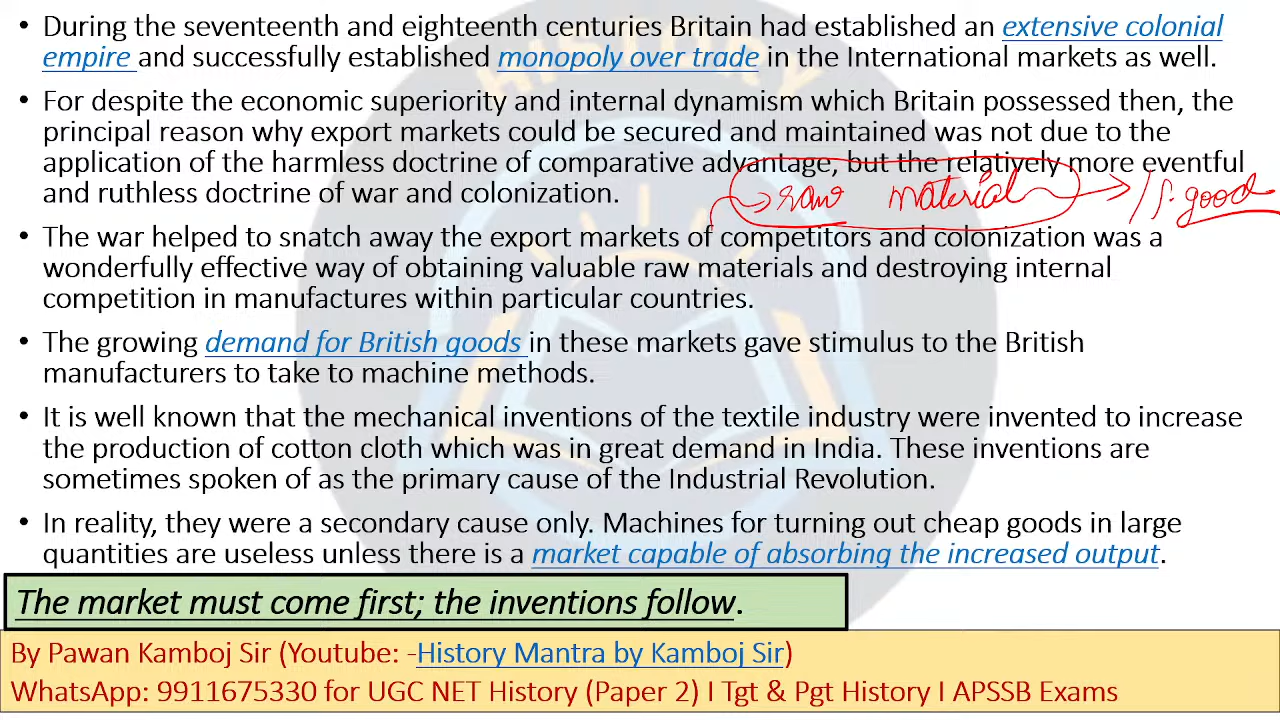 • During the seventeenth and eighteenth centuries Britain had established an extensive colonial
empire and successfully established monopoly over trade in the International markets as well.
• For despite the economic superiority and internal dynamism which Britain possessed then, the
principal reason why export markets could be secured and maintained was not due to the
application of the harmless doctrine of comparative advantage, but the relatively more eventful
and ruthless doctrine of war and colonization.
raw material → f. good
• The war helped to snatch away the export markets of competitors and colonization was a
wonderfully effective way of obtaining valuable raw materials and destroying internal
competition in manufactures within particular countries.
• The growing demand for British goods in these markets gave stimulus to the British
manufacturers to take to machine methods.
• It is well known that the mechanical inventions of the textile industry were invented to increase
the production of cotton cloth which was in great demand in India. These inventions are
sometimes spoken of as the primary cause of the Industrial Revolution.
• In reality, they were a secondary cause only. Machines for turning out cheap goods in large
quantities are useless unless there is a market capable of absorbing the increased output.
The market must come first; the inventions follow.
By Pawan Kamboj Sir (Youtube: -History Mantra by Kamboj Sir)
WhatsApp: 9911675330 for UGC NET History (Paper 2) I Tgt & Pgt History I APSSB Exams